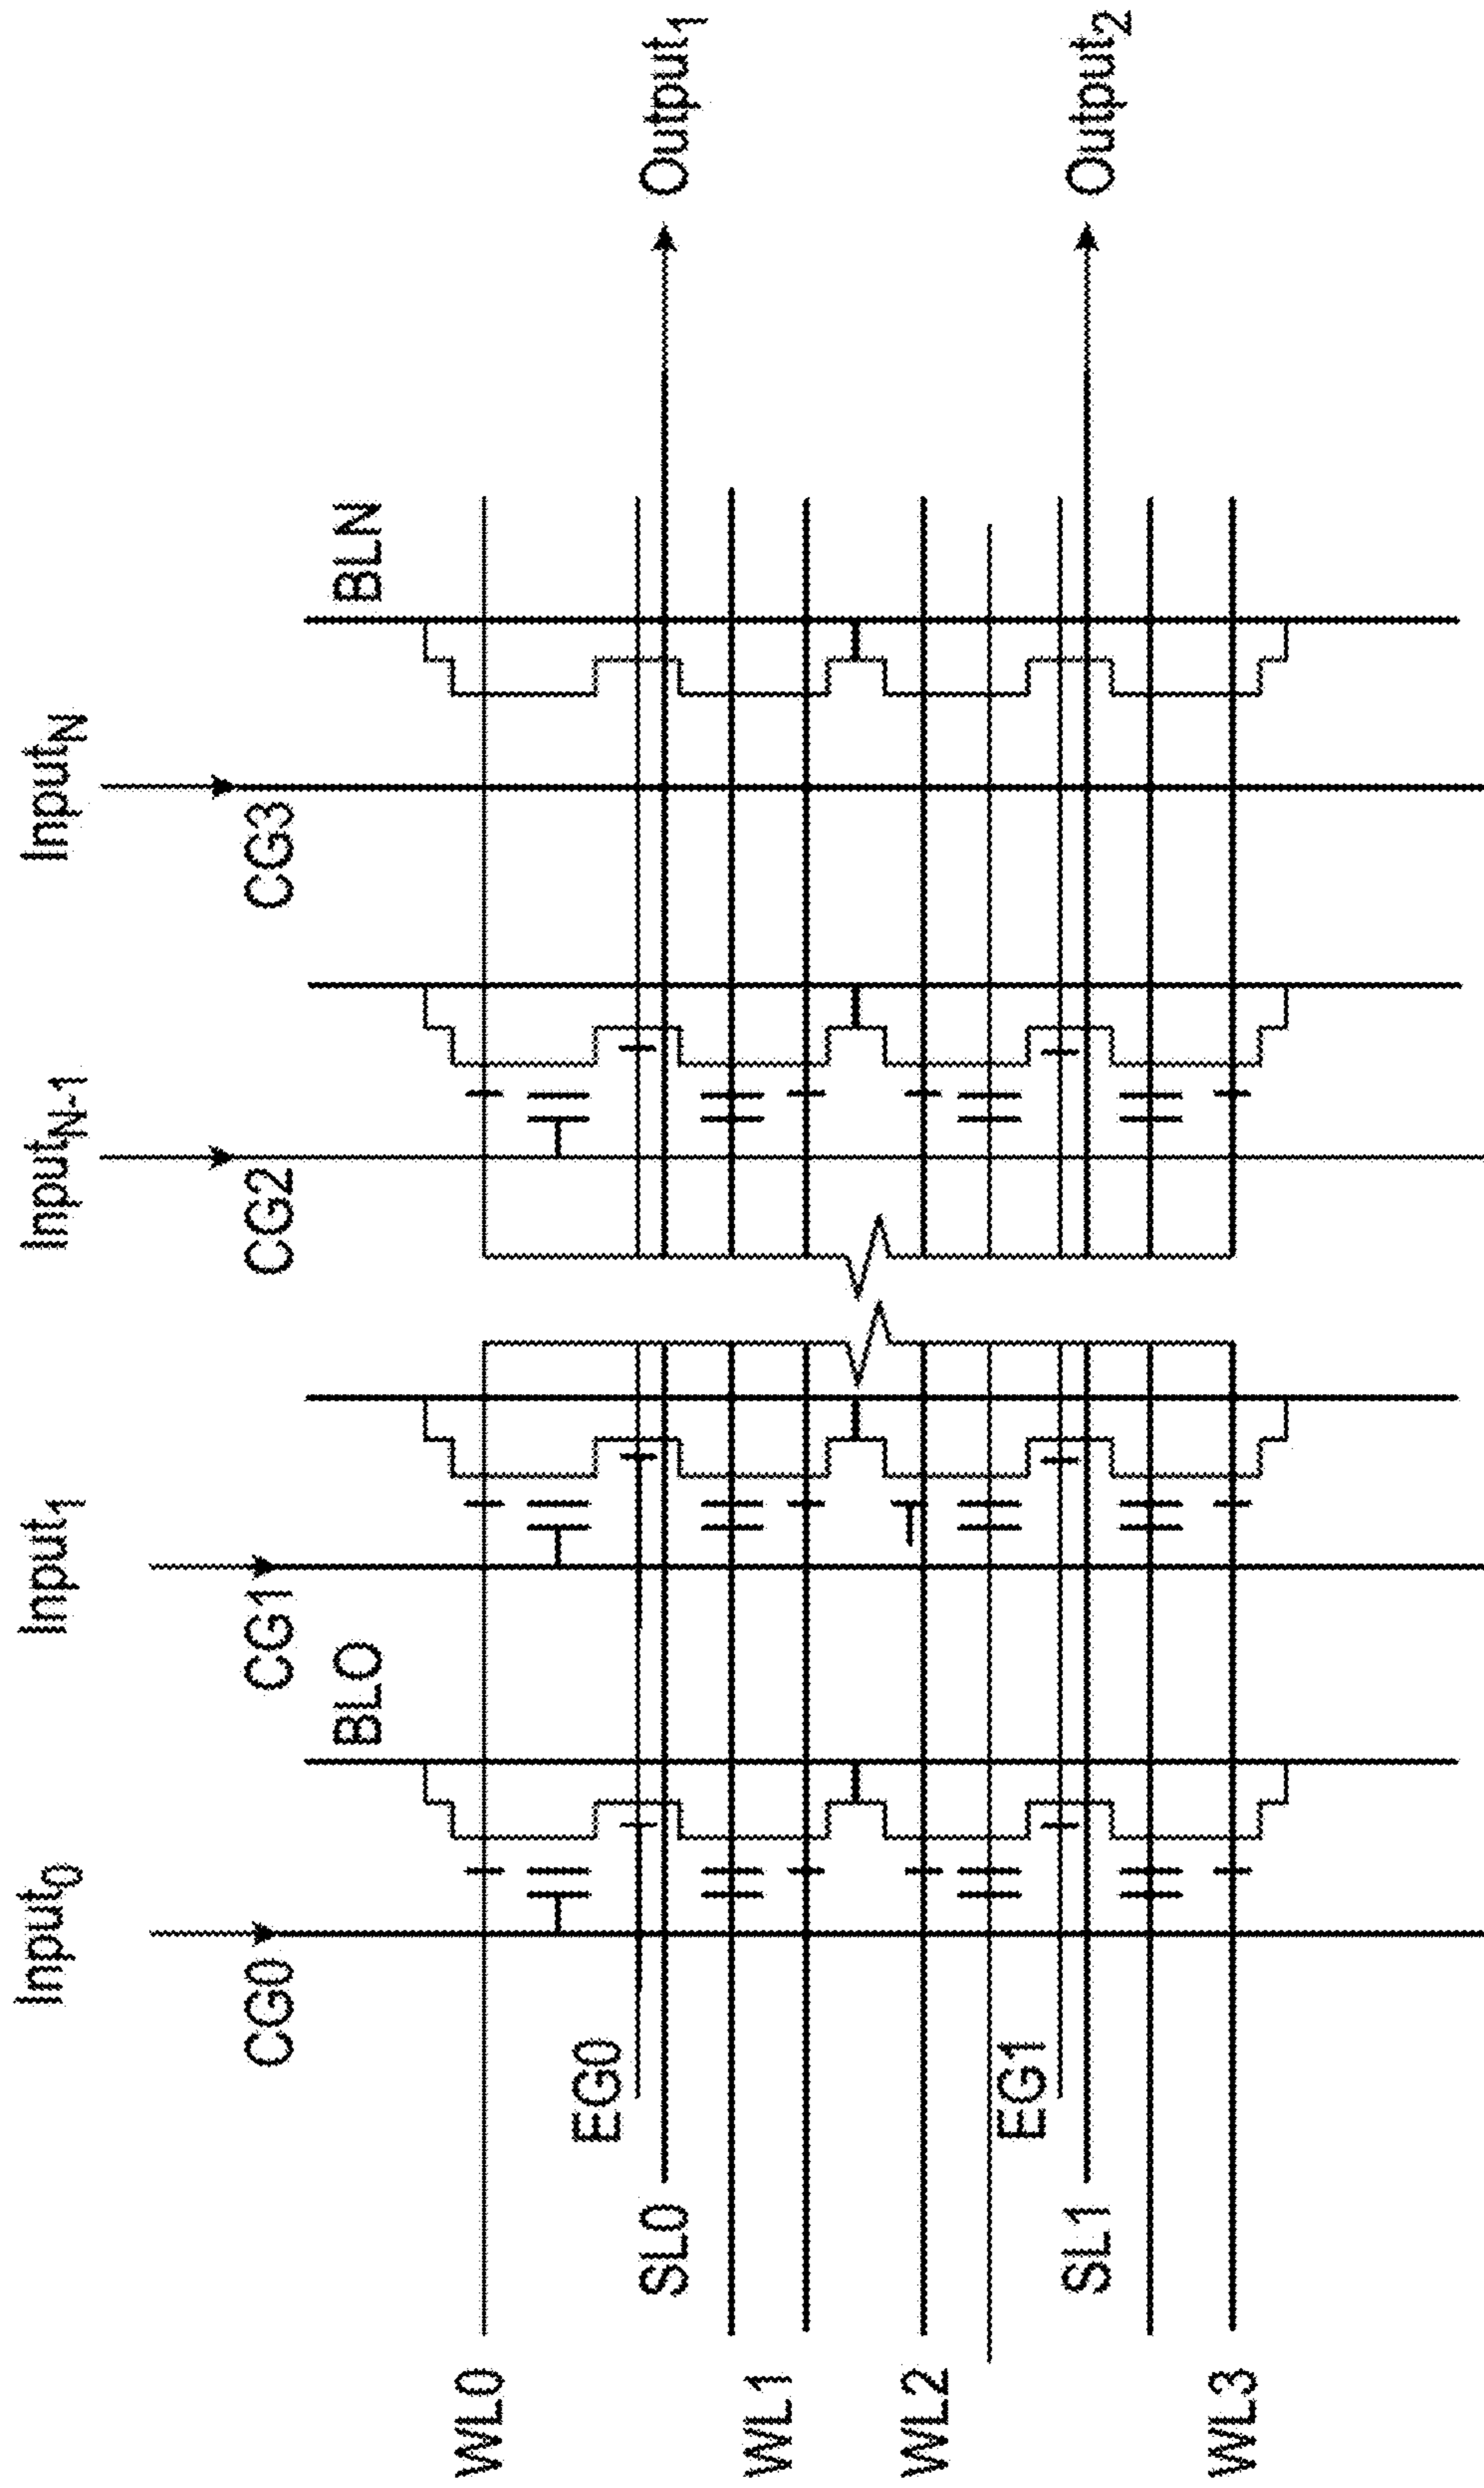 Input0
Input1
InputN-1
InputN
CG0
CG1
CG2
CG3
BLO
BLN
WL0
EG0
SL0
Output1
WL1
WL2
EG1
SL1
Output2
WL3